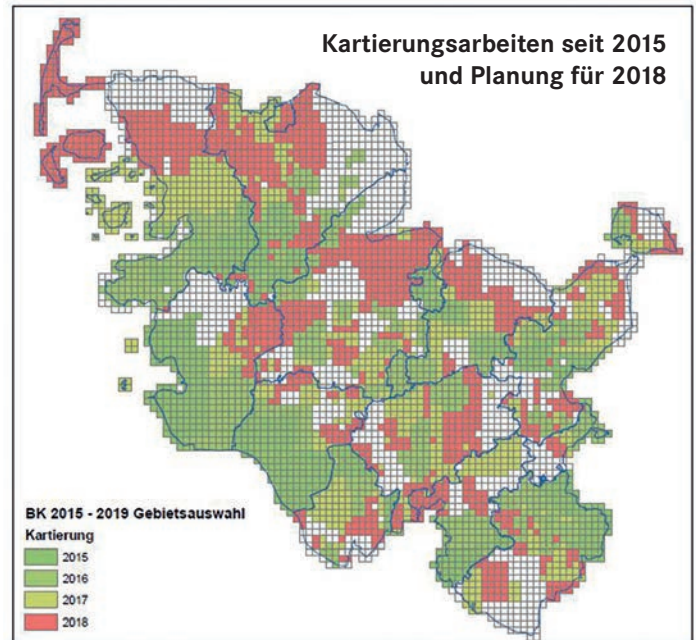 Kartierungsarbeiten seit 2015
und Planung für 2018
BK 2015 - 2019 Gebietsauswahl
Kartierung
2015
2016
2017
2018